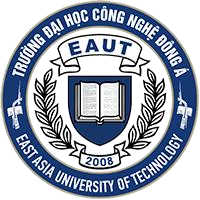 TRƯỜNG ĐẠI HỌC CÔNG NGHỆ ĐÔNG Á
EAUT
2008
EAST ASIA UNIVERSITY OF TECHNOLOGY